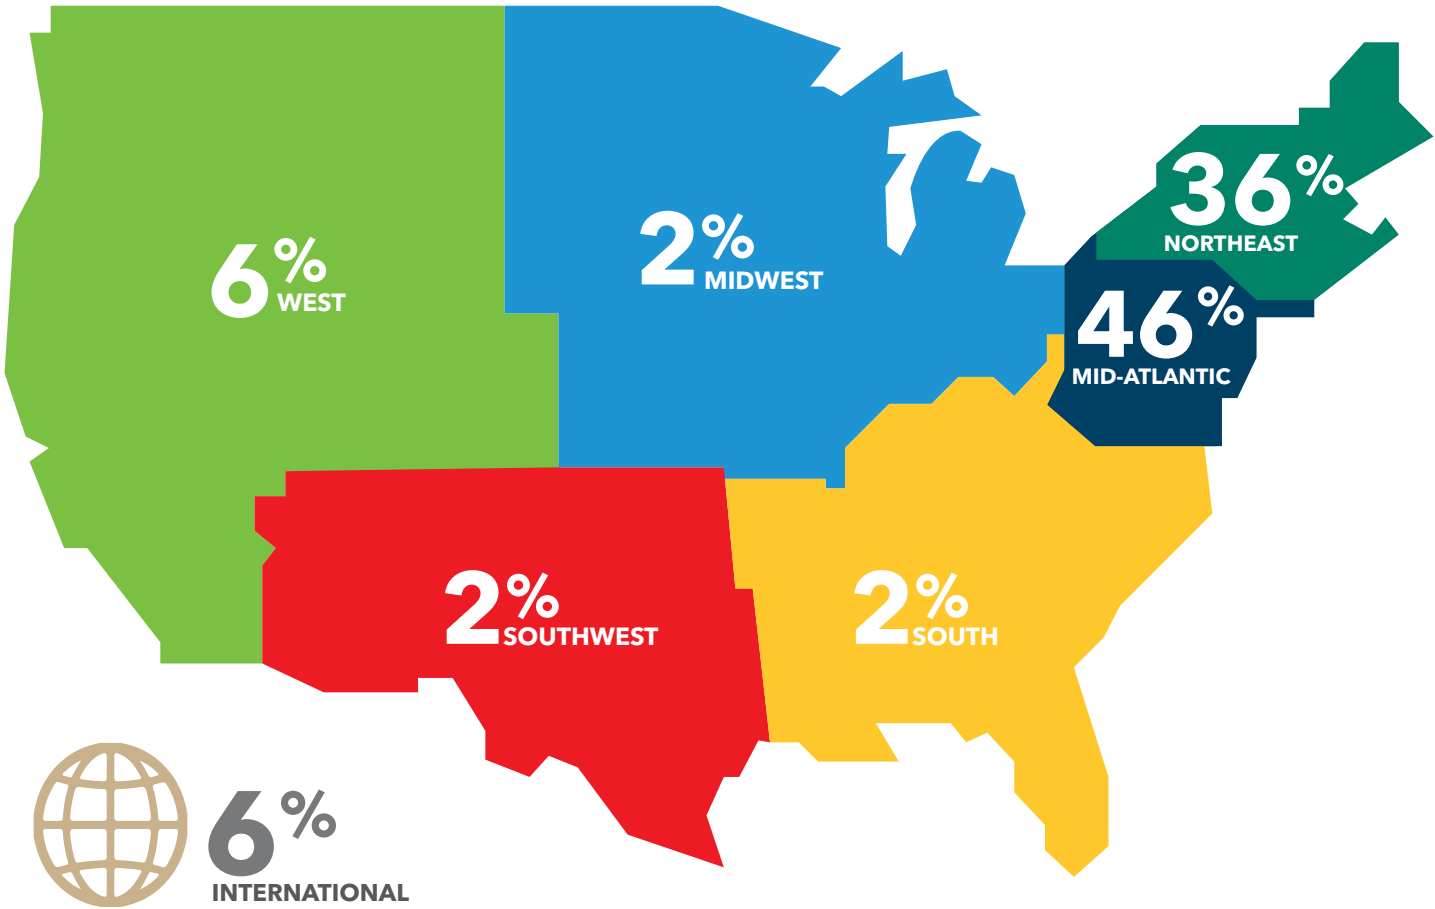 36%
NORTHEAST
6%
WEST
2%
MIDWEST
46%
MID-ATLANTIC
2%
SOUTHWEST
2%
SOUTH
6%
INTERNATIONAL